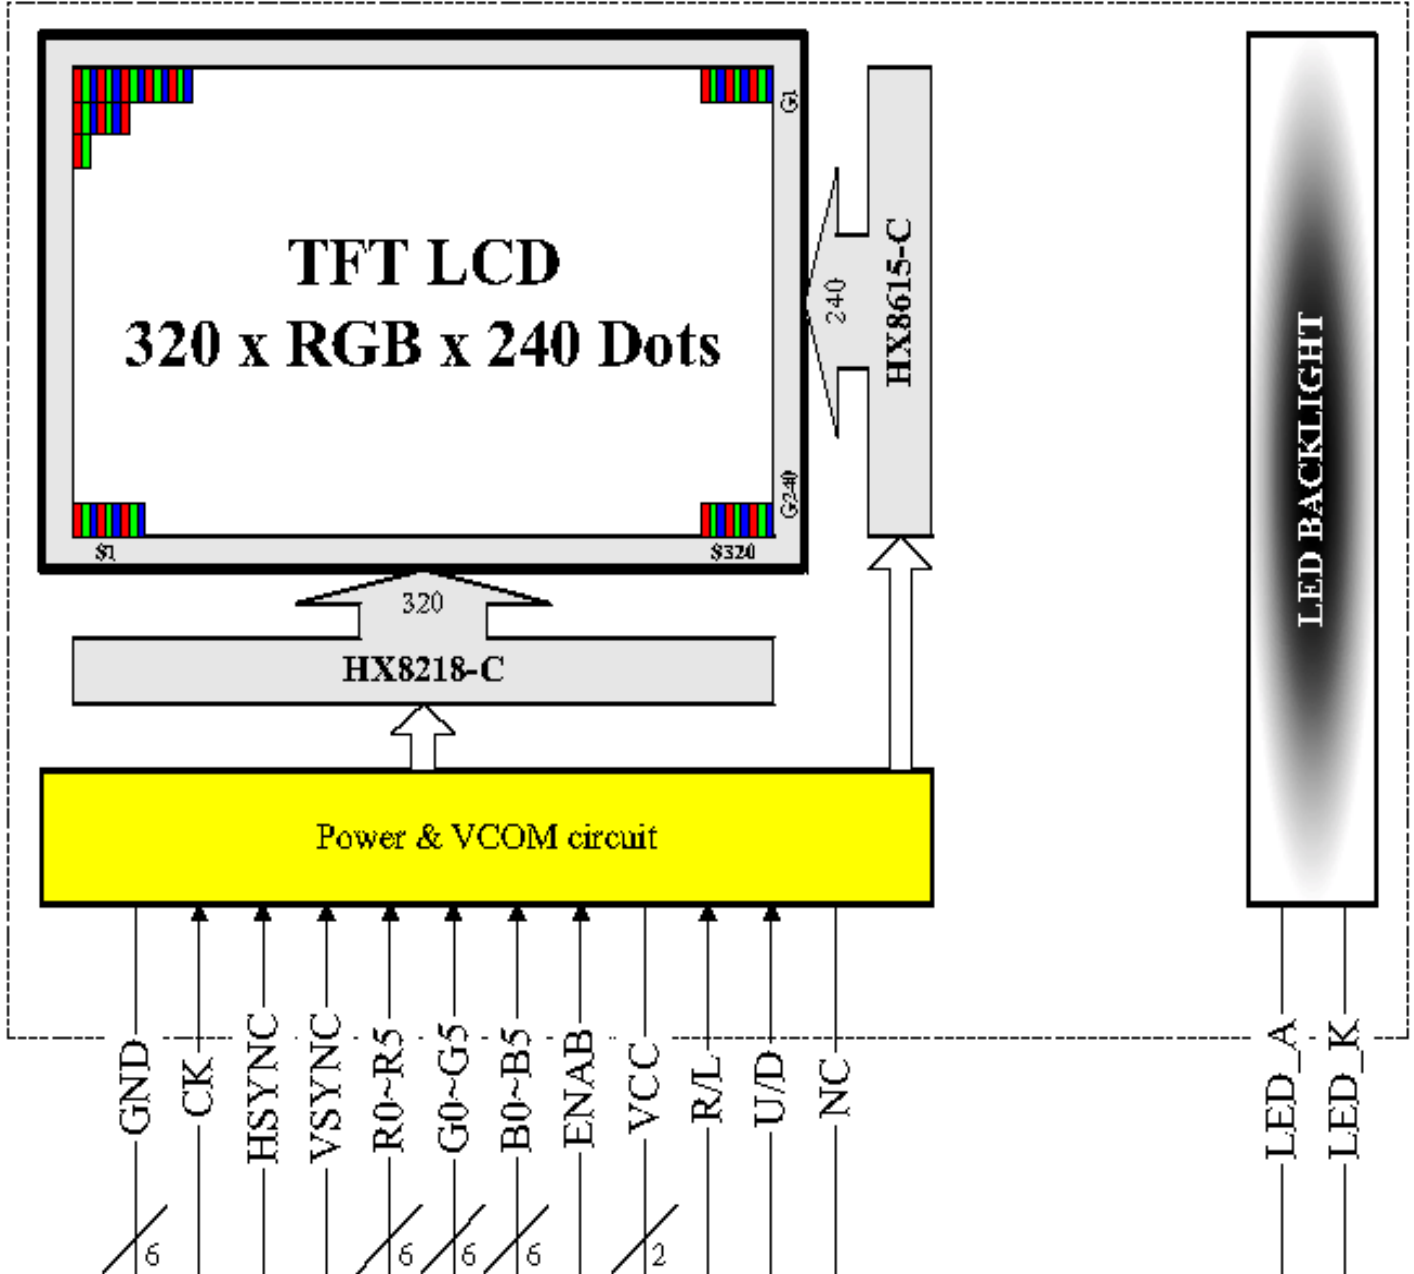 TFT LCD
320 x RGB x 240 Dots
G1
G240
S1
S320
240
HX8615-C
320
HX8218-C
LED BACKLIGHT
Power & VCOM circuit
GND
CK
HSYNC
VSYNC
R0~R5
G0~G5
B0~B5
ENAB
VCC
R/L
U/D
NC
LED_A
LED_K
6
6
6
6
2